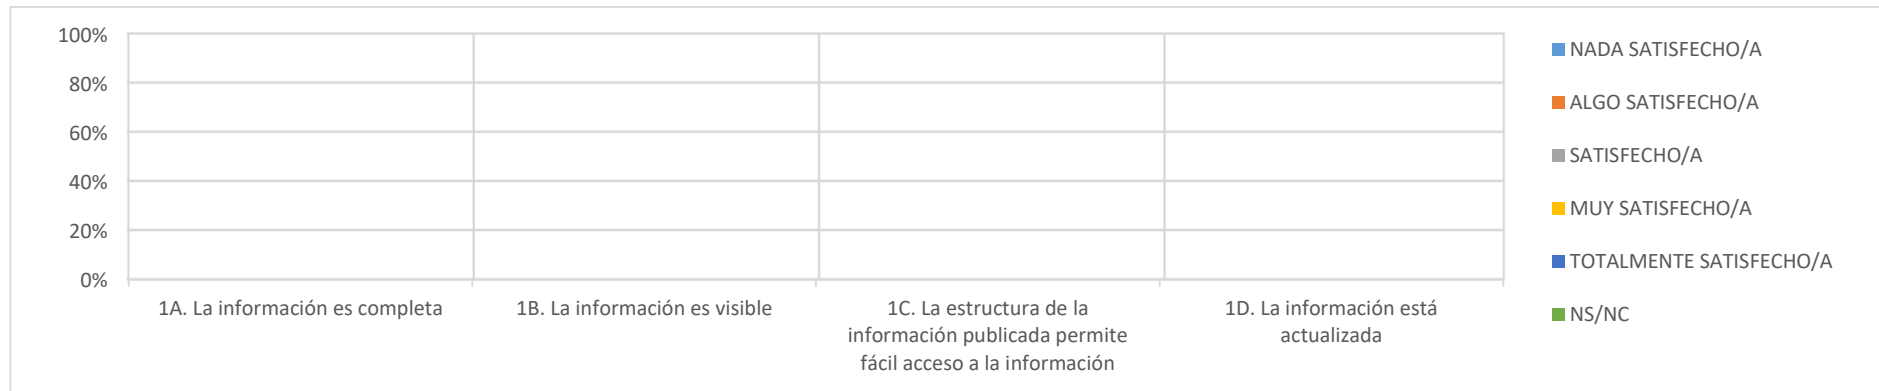 100%
80%
60%
40%
20%
0%
1A. La información es completa
1B. La información es visible
1C. La estructura de la
información publicada permite
fácil acceso a la información
1D. La información está
actualizada
NADA SATISFECHO/A
ALGO SATISFECHO/A
SATISFECHO/A
MUY SATISFECHO/A
TOTALMENTE SATISFECHO/A
NS/NC